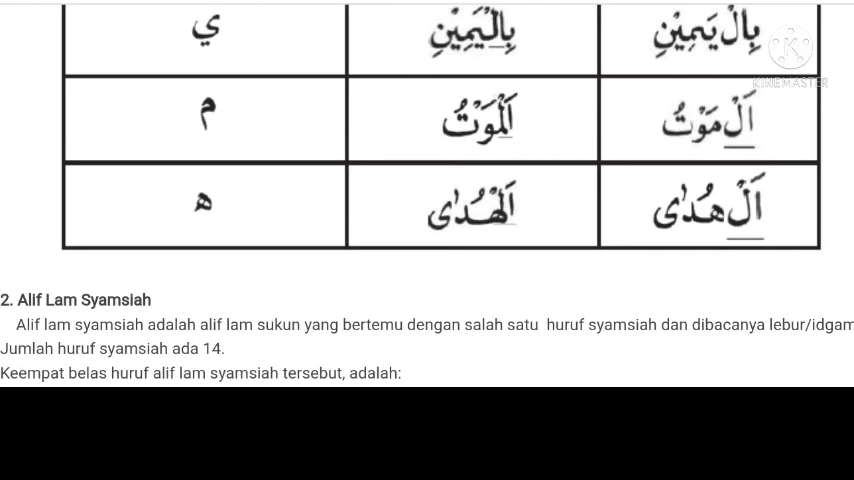 ي بِالْيَمِيْنِ بِالْ يَمِيْنِ
KINEMASTER
م اَلْمَوْتُ اَلْ مَوْتُ
ه اَلْهُدٰى اَلْ هُدٰى
2. Alif Lam Syamsiah
Alif lam syamsiah adalah alif lam sukun yang bertemu dengan salah satu huruf syamsiah dan dibacanya lebur/idgam
Jumlah huruf syamsiah ada 14.
Keempat belas huruf alif lam syamsiah tersebut, adalah: